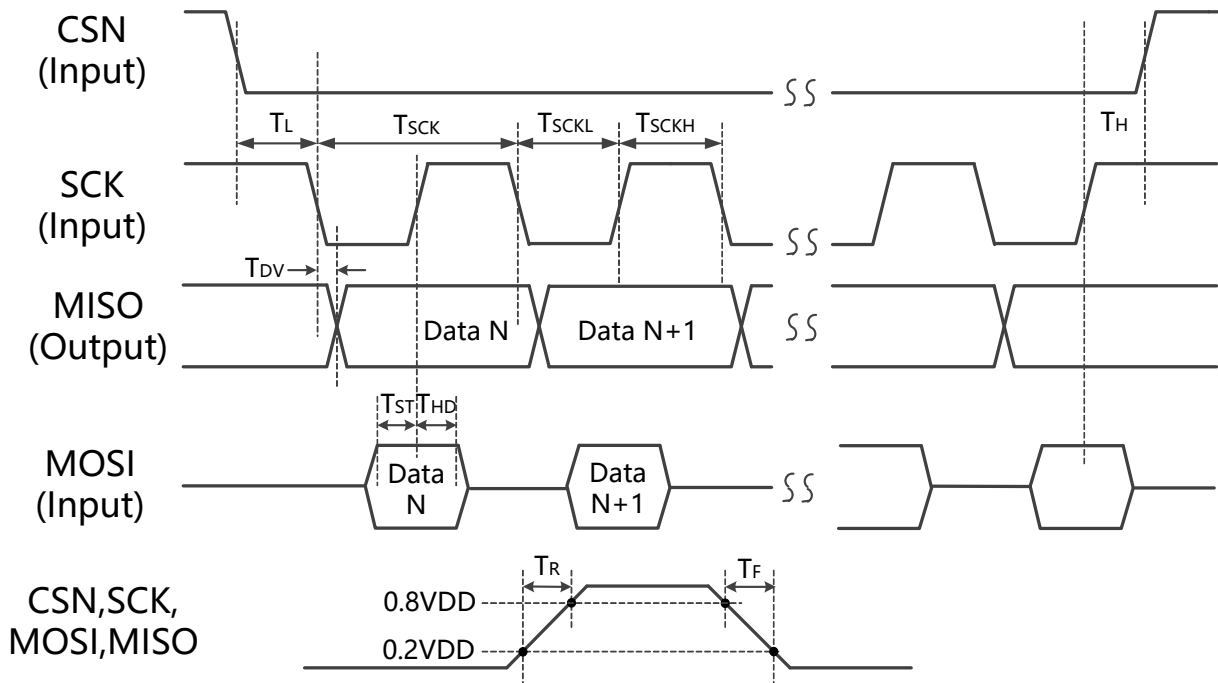 CSN
(Input)
TL
TSCK
TSCKL
TSCKH
TH
SCK
(Input)
TDV
MISO
(Output)
Data N
Data N+1
TST
THD
MOSI
(Input)
Data
N
Data
N+1
TR
TF
CSN,SCK,
MOSI,MISO
0.8VDD
0.2VDD